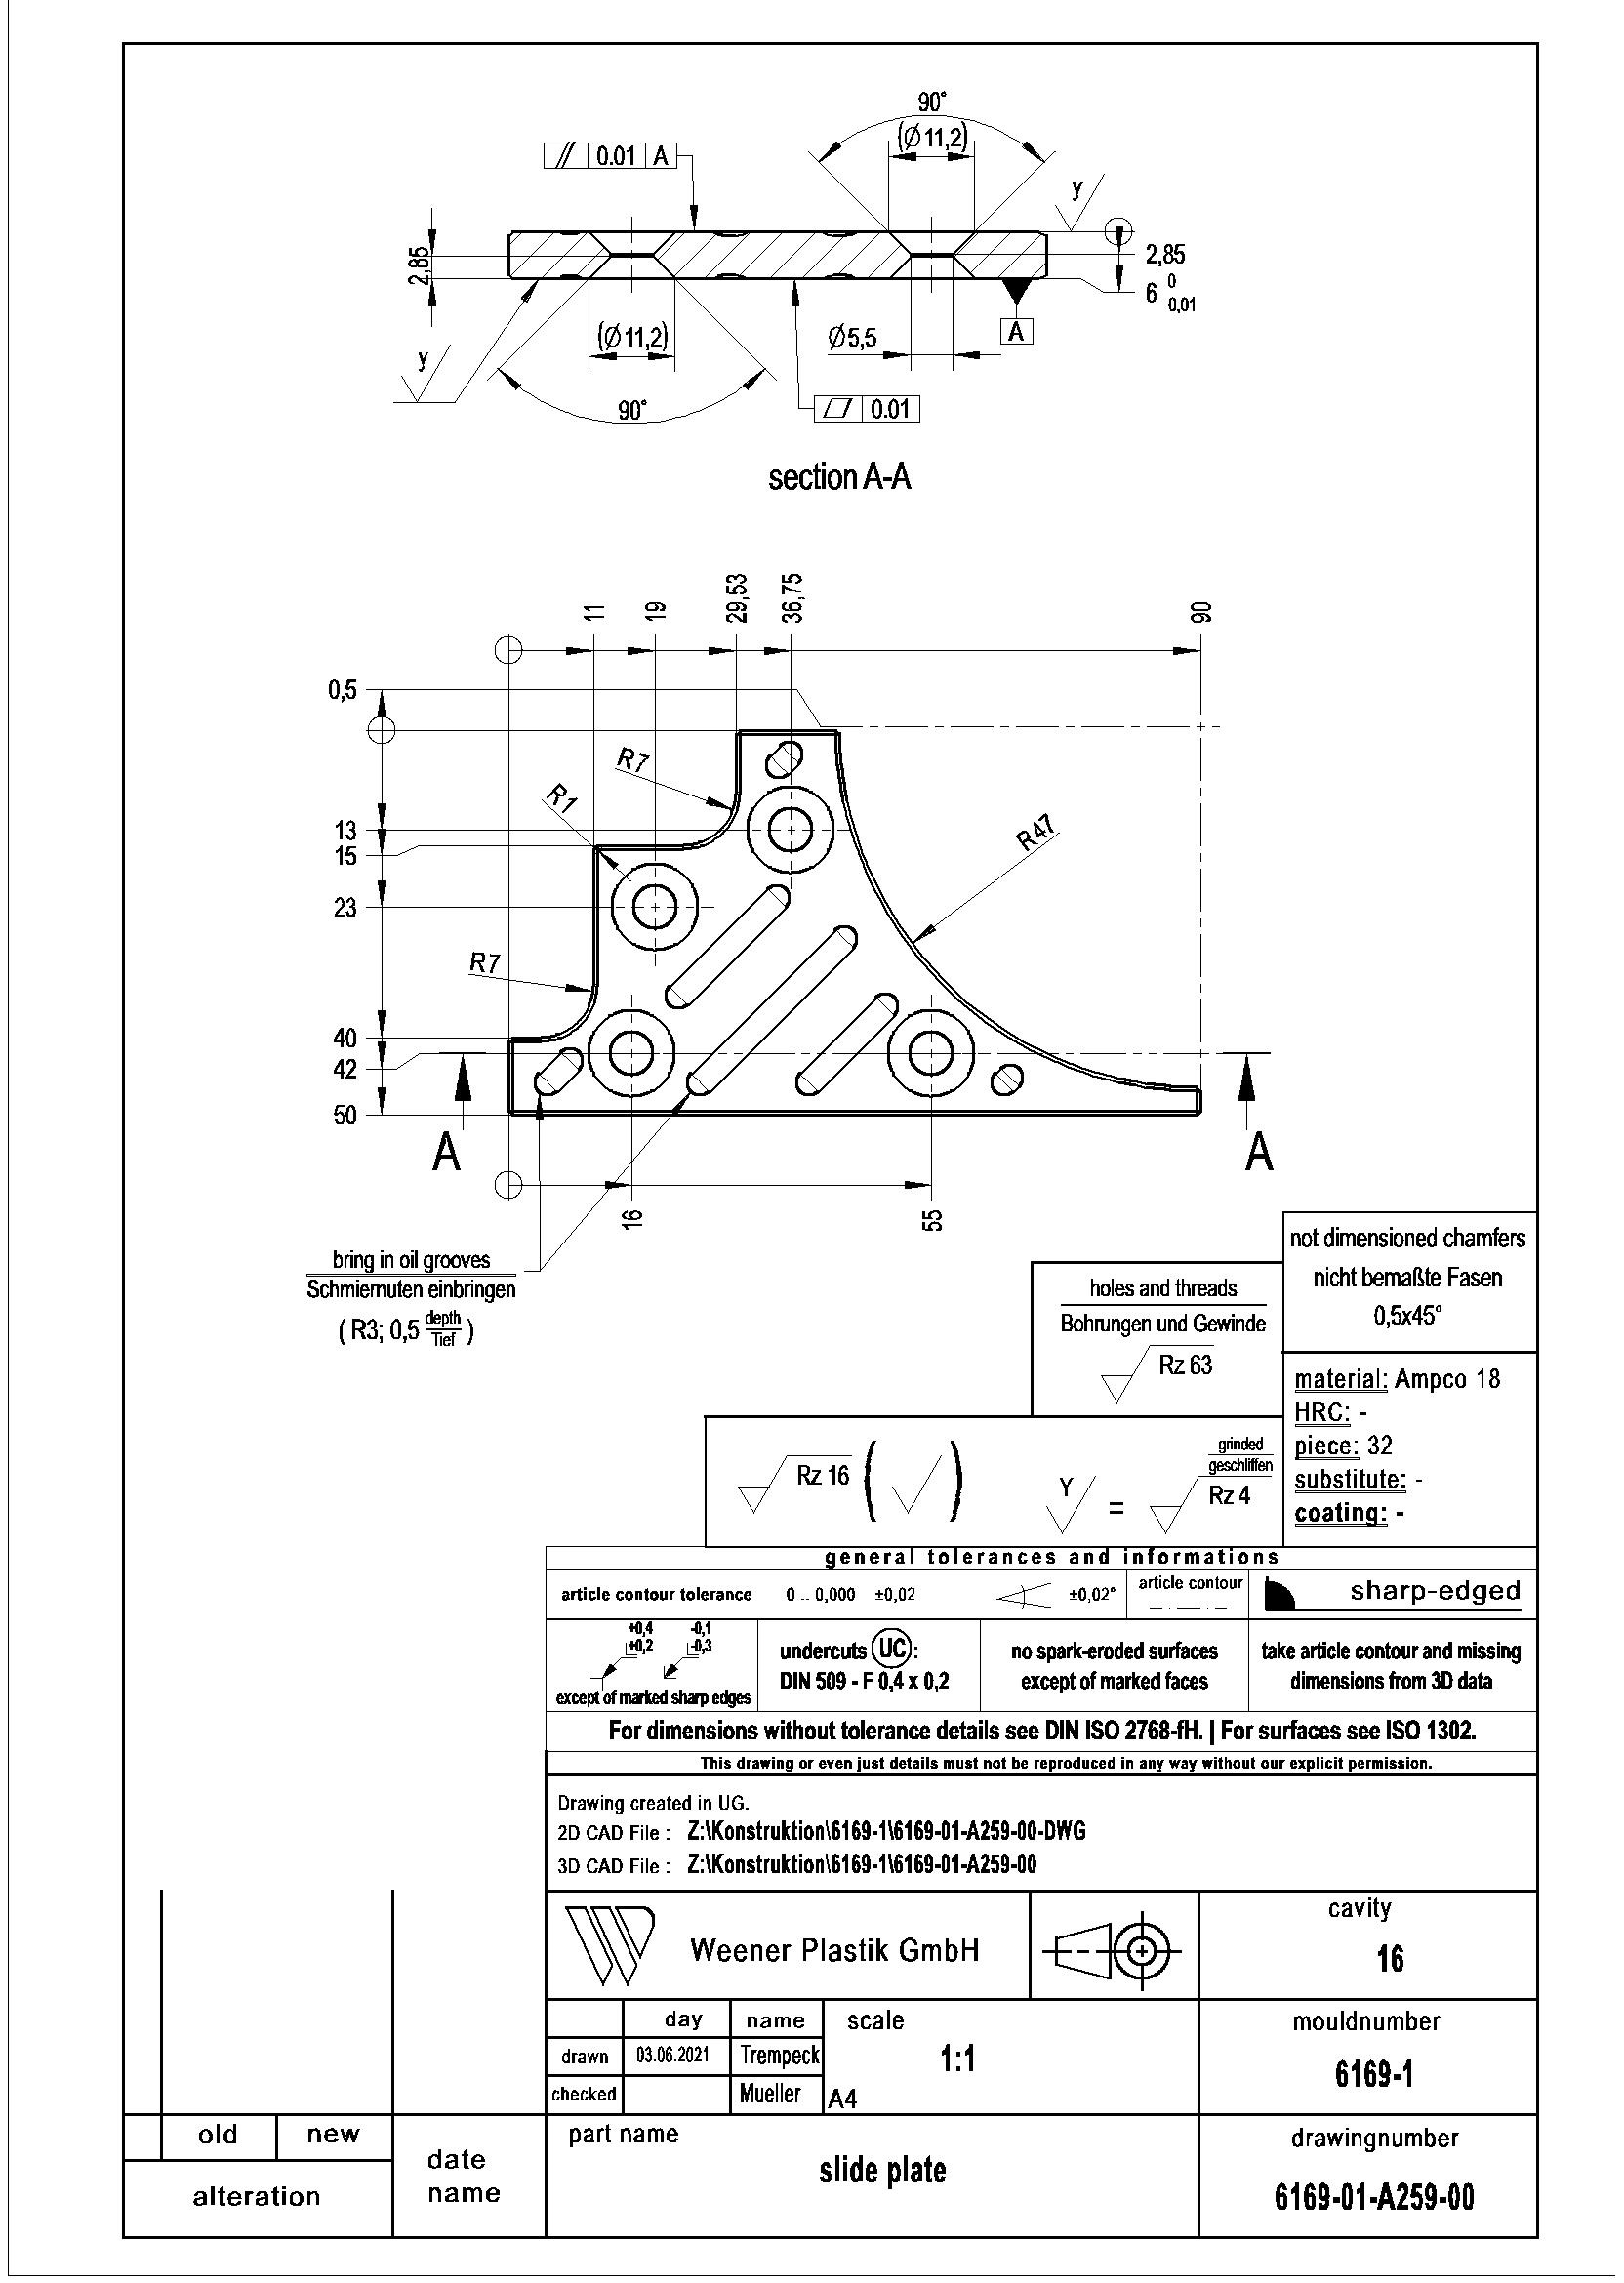 90°
(Ø11,2)
// 0.01 A
y
2,85
2,85
6 0 -0,01
(Ø11,2)
Ø5,5
A
y
90°
0.01
section A-A
11
19
29,53
36,75
90
0,5
R7
R1
13
15
R47
23
R7
40
42
50
A
A
16
55
bring in oil grooves
Schmiernuten einbringen
( R3; 0,5 depth Tief )
not dimensioned chamfers
nicht bemaßte Fasen
0,5x45°
holes and threads
Bohrungen und Gewinde
Rz 63
material: Ampco 18
HRC: -
piece: 32
substitute: -
coating: -
Rz 16
Y
=
grinded
geschliffen
Rz 4
general tolerances and informations
article contour tolerance 0 .. 0,000 ±0,02 ±0,02° article contour sharp-edged
+0,4 -0,1
+0,2 -0,3
except of marked sharp edges
undercuts UC :
DIN 509 - F 0,4 x 0,2
no spark-eroded surfaces
except of marked faces
take article contour and missing
dimensions from 3D data
For dimensions without tolerance details see DIN ISO 2768-fH. | For surfaces see ISO 1302.
This drawing or even just details must not be reproduced in any way without our explicit permission.
Drawing created in UG.
2D CAD File : Z:\Konstruktion\6169-1\6169-01-A259-00-DWG
3D CAD File : Z:\Konstruktion\6169-1\6169-01-A259-00
Weener Plastik GmbH
cavity
16
day name scale
drawn 03.06.2021 Trempeck 1:1
checked Mueller A4
mouldnumber
6169-1
old new
alteration
date
name
part name
slide plate
drawingnumber
6169-01-A259-00